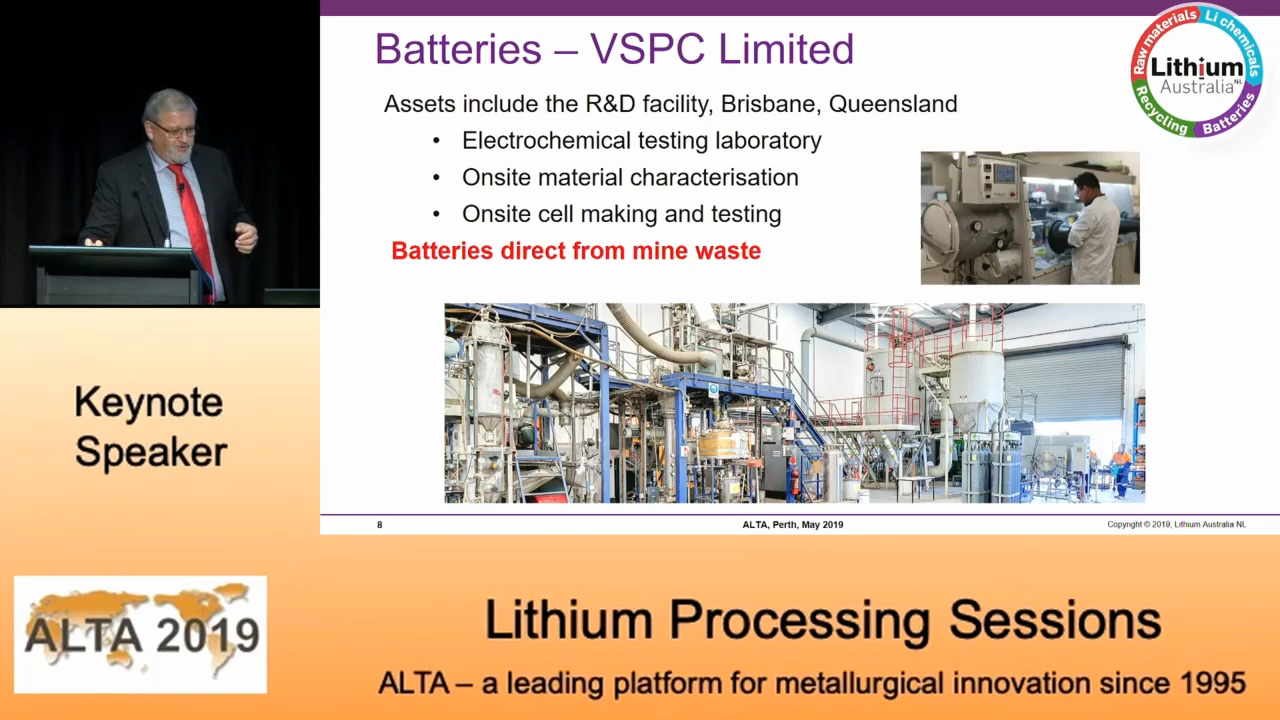 Batteries – VSPC Limited
Raw materials
Li chemicals
Lithium
Australia NL
Recycling
Batteries
Assets include the R&D facility, Brisbane, Queensland
• Electrochemical testing laboratory
• Onsite material characterisation
• Onsite cell making and testing
Batteries direct from mine waste
8
ALTA, Perth, May 2019
Copyright © 2019, Lithium Australia NL
Keynote
Speaker
ALTA 2019
Lithium Processing Sessions
ALTA – a leading platform for metallurgical innovation since 1995